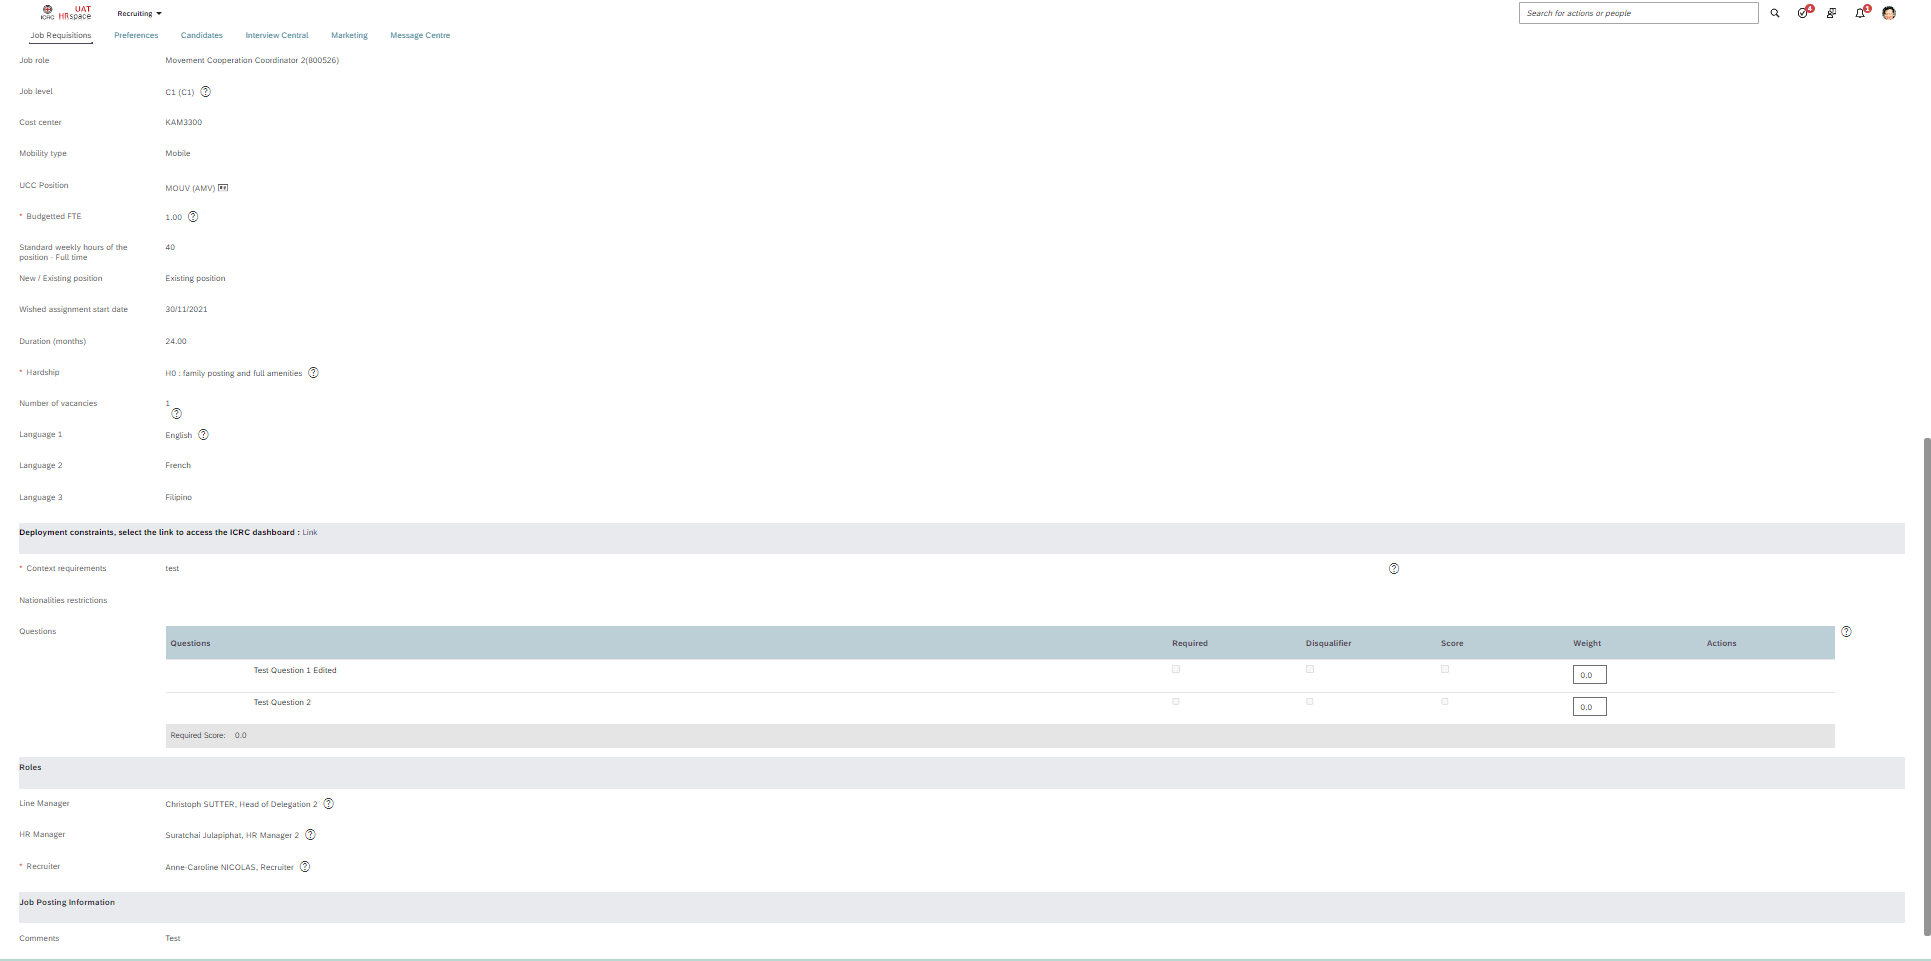 ICRC UAT HRspace Recruiting Search for actions or people 4 1
Job Requisitions Preferences Candidates Interview Central Marketing Message Centre
Job role Movement Cooperation Coordinator 2(800526)
Job level C1 (C1) ?
Cost center KAM3300
Mobility type Mobile
UCC Position MOUV (AMV)
* Budgetted FTE 1.00 ?
Standard weekly hours of the 40
position - Full time
New / Existing position Existing position
Wished assignment start date 30/11/2021
Duration (months) 24.00
* Hardship H0 : family posting and full amenities ?
Number of vacancies 1
?
Language 1 English ?
Language 2 French
Language 3 Filipino
Deployment constraints, select the link to access the ICRC dashboard : Link
* Context requirements test ?
Nationalities restrictions
Questions ?
Questions Required Disqualifier Score Weight Actions
Test Question 1 Edited 0.0
Test Question 2 0.0
Required Score: 0.0
Roles
Line Manager Christoph SUTTER, Head of Delegation 2 ?
HR Manager Suratchai Julapiphat, HR Manager 2 ?
* Recruiter Anne-Caroline NICOLAS, Recruiter ?
Job Posting Information
Comments Test